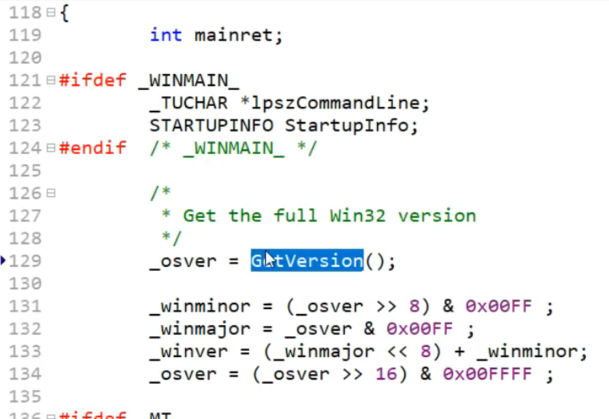 118 {
119 int mainret;
120
121 #ifdef _WINMAIN_
122 _TUCHAR *lpszCommandLine;
123 STARTUPINFO StartupInfo;
124 #endif /* _WINMAIN_ */
125
126 /*
127 * Get the full Win32 version
128 */
129 _osver = GetVersion();
130
131 _winminor = (_osver >> 8) & 0x00FF ;
132 _winmajor = _osver & 0x00FF ;
133 _winver = (_winmajor << 8) + _winminor;
134 _osver = (_osver >> 16) & 0x00FFFF ;
135
136 #ifdef _MT